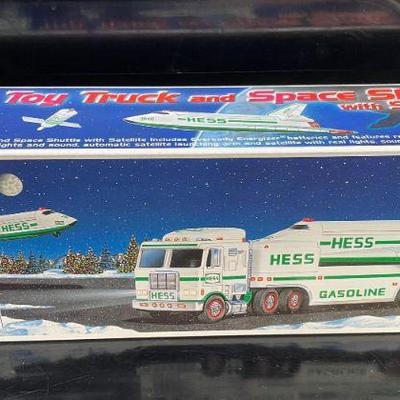 Toy Truck and Space
with
nd Space Shuttle with Satellite Includes Eveready Energizer® batteries and features
ights and sound, automatic satellite launching arm and satellite with real lights, sou
HESS
HESS
HESS
HESS
HESS
HESS
GASOLINE